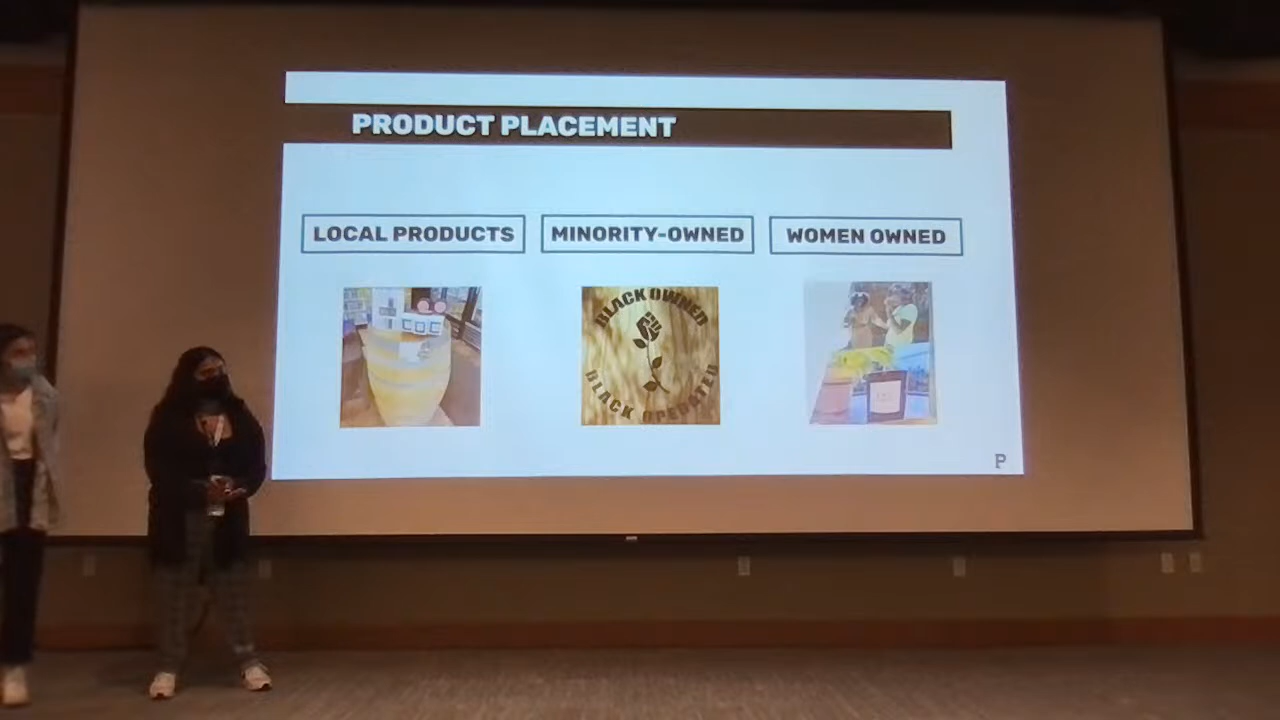 PRODUCT PLACEMENT
LOCAL PRODUCTS
MINORITY-OWNED
WOMEN OWNED
BLACK OWNED
BLACK OPERATED
P